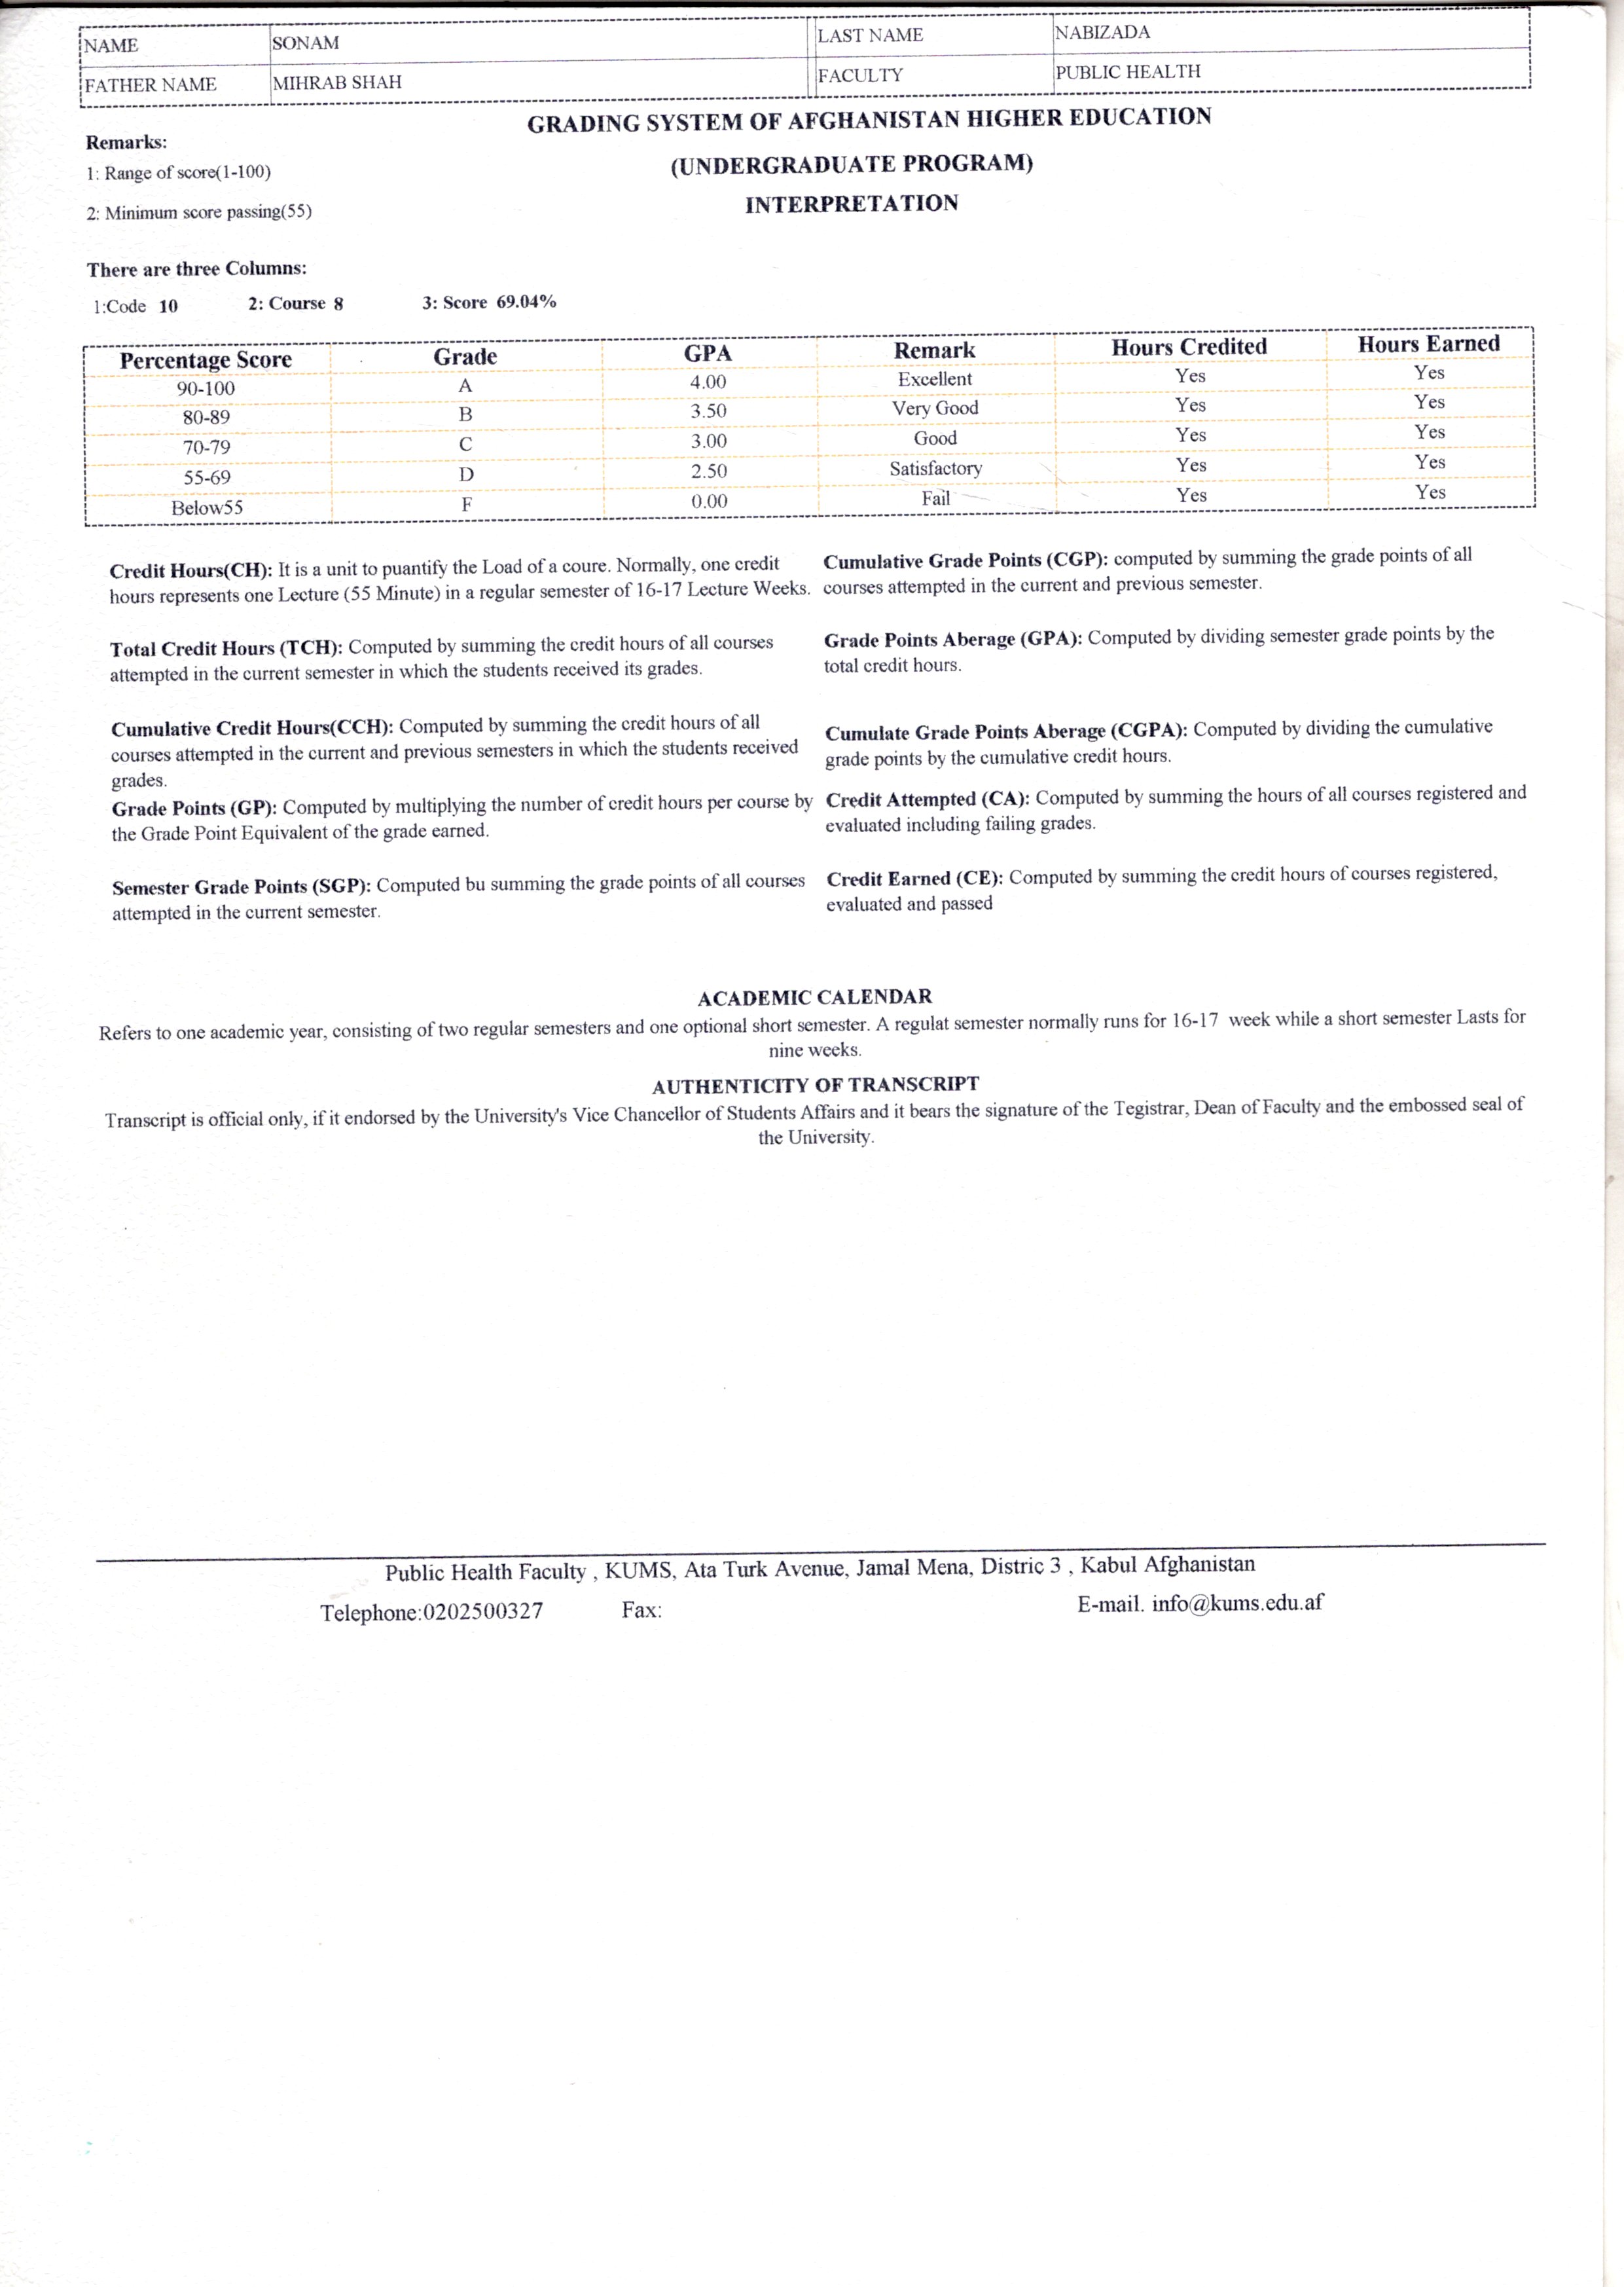 NAME SONAM LAST NAME NABIZADA
FATHER NAME MIHRAB SHAH FACULTY PUBLIC HEALTH
GRADING SYSTEM OF AFGHANISTAN HIGHER EDUCATION
(UNDERGRADUATE PROGRAM)
INTERPRETATION
Remarks:
1: Range of score(1-100)
2: Minimum score passing(55)
There are three Columns:
1:Code 10 2: Course 8 3: Score 69.04%
Percentage Score Grade GPA Remark Hours Credited Hours Earned
90-100 A 4.00 Excellent Yes Yes
80-89 B 3.50 Very Good Yes Yes
70-79 C 3.00 Good Yes Yes
55-69 D 2.50 Satisfactory Yes Yes
Below55 F 0.00 Fail Yes Yes
Credit Hours(CH): It is a unit to puantify the Load of a coure. Normally, one credit
hours represents one Lecture (55 Minute) in a regular semester of 16-17 Lecture Weeks.
Total Credit Hours (TCH): Computed by summing the credit hours of all courses
attempted in the current semester in which the students received its grades.
Cumulative Credit Hours(CCH): Computed by summing the credit hours of all
courses attempted in the current and previous semesters in which the students received
grades.
Grade Points (GP): Computed by multiplying the number of credit hours per course by
the Grade Point Equivalent of the grade earned.
Semester Grade Points (SGP): Computed bu summing the grade points of all courses
attempted in the current semester.
Cumulative Grade Points (CGP): computed by summing the grade points of all
courses attempted in the current and previous semester.
Grade Points Aberage (GPA): Computed by dividing semester grade points by the
total credit hours.
Cumulate Grade Points Aberage (CGPA): Computed by dividing the cumulative
grade points by the cumulative credit hours.
Credit Attempted (CA): Computed by summing the hours of all courses registered and
evaluated including failing grades.
Credit Earned (CE): Computed by summing the credit hours of courses registered,
evaluated and passed
ACADEMIC CALENDAR
Refers to one academic year, consisting of two regular semesters and one optional short semester. A regulat semester normally runs for 16-17 week while a short semester Lasts for
nine weeks.
AUTHENTICITY OF TRANSCRIPT
Transcript is official only, if it endorsed by the University's Vice Chancellor of Students Affairs and it bears the signature of the Tegistrar, Dean of Faculty and the embossed seal of
the University.
Public Health Faculty , KUMS, Ata Turk Avenue, Jamal Mena, Distric 3 , Kabul Afghanistan
Telephone:0202500327 Fax: E-mail. info@kums.edu.af